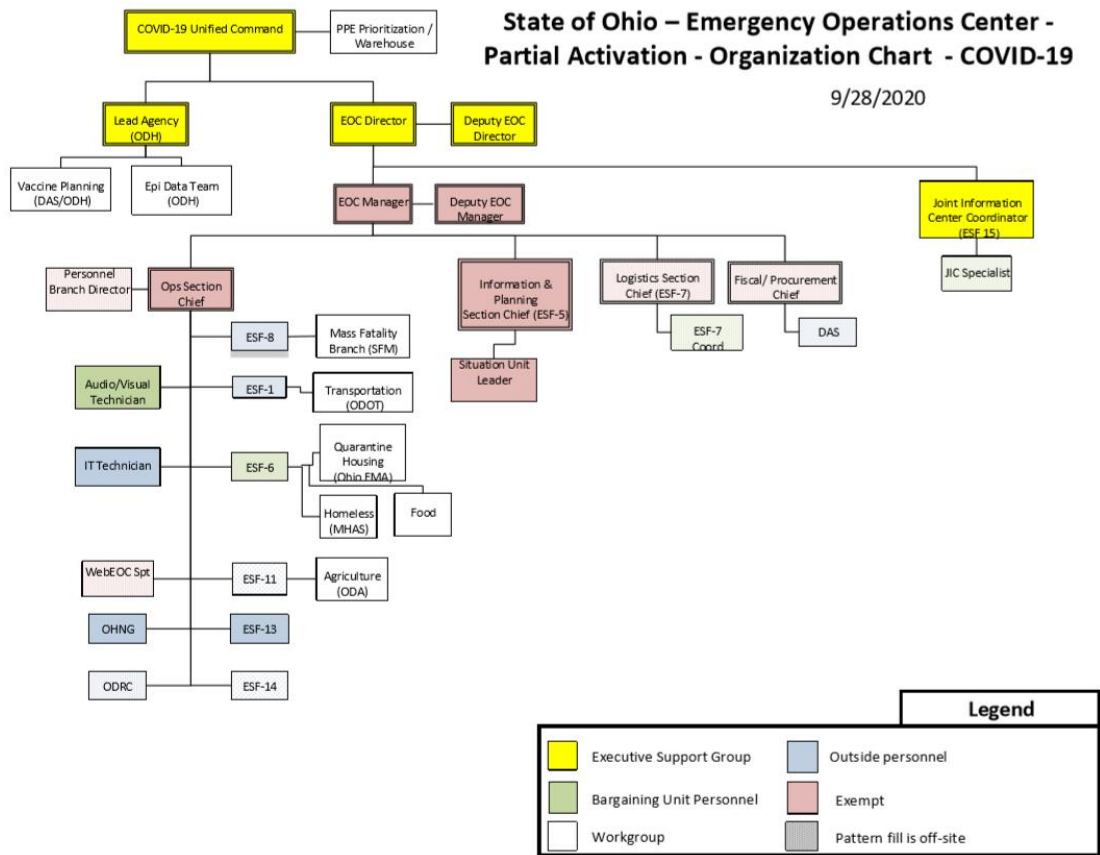 State of Ohio – Emergency Operations Center -
Partial Activation - Organization Chart - COVID-19
9/28/2020
COVID-19 Unified Command
PPE Prioritization /
Warehouse
Lead Agency
(ODH)
EOC Director
Deputy EOC
Director
Vaccine Planning
(DAS/ODH)
Epi Data Team
(ODH)
EOC Manager
Deputy EOC
Manager
Joint Information
Center Coordinator
(ESF 15)
JIC Specialist
Personnel
Branch Director
Ops Section
Chief
Information &
Planning
Section Chief (ESF-5)
Logistics Section
Chief (ESF-7)
Fiscal/ Procurement
Chief
ESF-8
Mass Fatality
Branch (SFM)
Situation Unit
Leader
ESF-7
Coord
DAS
Audio/Visual
Technician
ESF-1
Transportation
(ODOT)
IT Technician
ESF-6
Quarantine
Housing
(Ohio EMA)
Homeless
(MHAS)
Food
WebEOC Spt
ESF-11
Agriculture
(ODA)
OHNG
ESF-13
ODRC
ESF-14
Legend
Executive Support Group
Outside personnel
Bargaining Unit Personnel
Exempt
Workgroup
Pattern fill is off-site